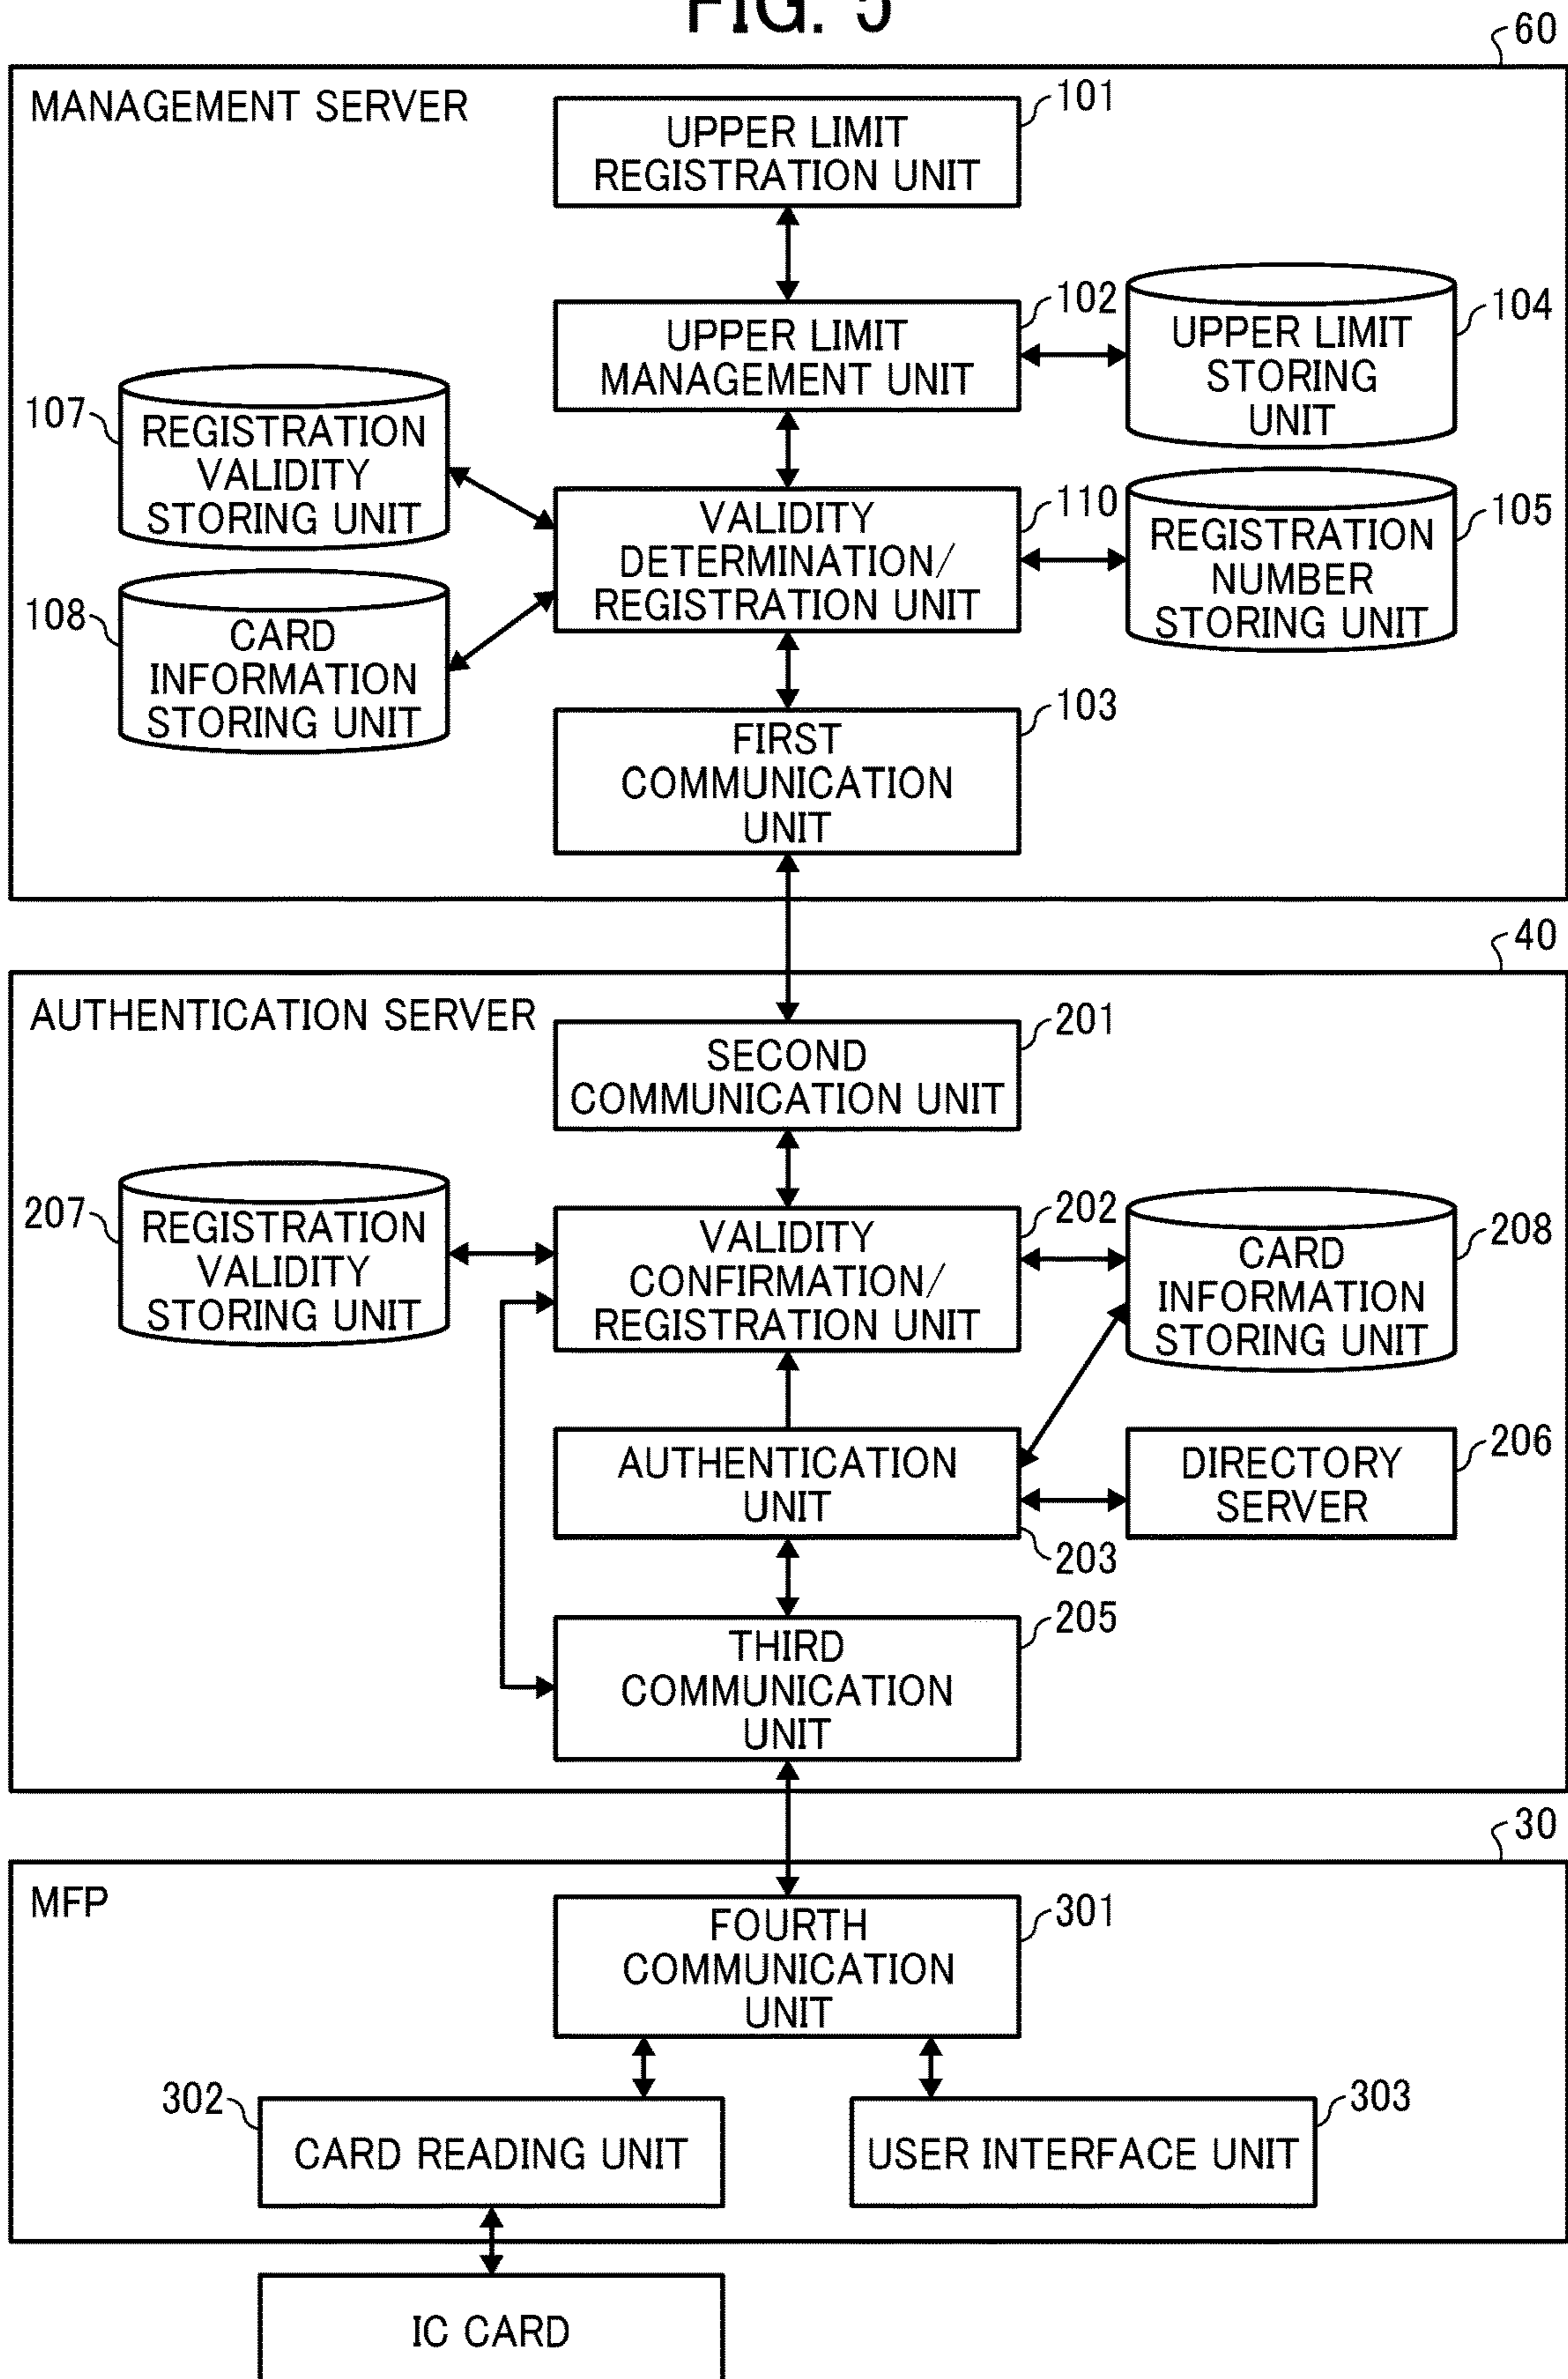 FIG. 5
60
MANAGEMENT SERVER
101
UPPER LIMIT
REGISTRATION UNIT
102
UPPER LIMIT
MANAGEMENT UNIT
104
UPPER LIMIT
STORING
UNIT
107
REGISTRATION
VALIDITY
STORING UNIT
110
VALIDITY
DETERMINATION/
REGISTRATION UNIT
105
REGISTRATION
NUMBER
STORING UNIT
108
CARD
INFORMATION
STORING UNIT
103
FIRST
COMMUNICATION
UNIT
40
AUTHENTICATION SERVER
201
SECOND
COMMUNICATION UNIT
207
REGISTRATION
VALIDITY
STORING UNIT
202
VALIDITY
CONFIRMATION/
REGISTRATION UNIT
208
CARD
INFORMATION
STORING UNIT
AUTHENTICATION
UNIT
203
206
DIRECTORY
SERVER
205
THIRD
COMMUNICATION
UNIT
30
MFP
301
FOURTH
COMMUNICATION
UNIT
302
CARD READING UNIT
303
USER INTERFACE UNIT
IC CARD